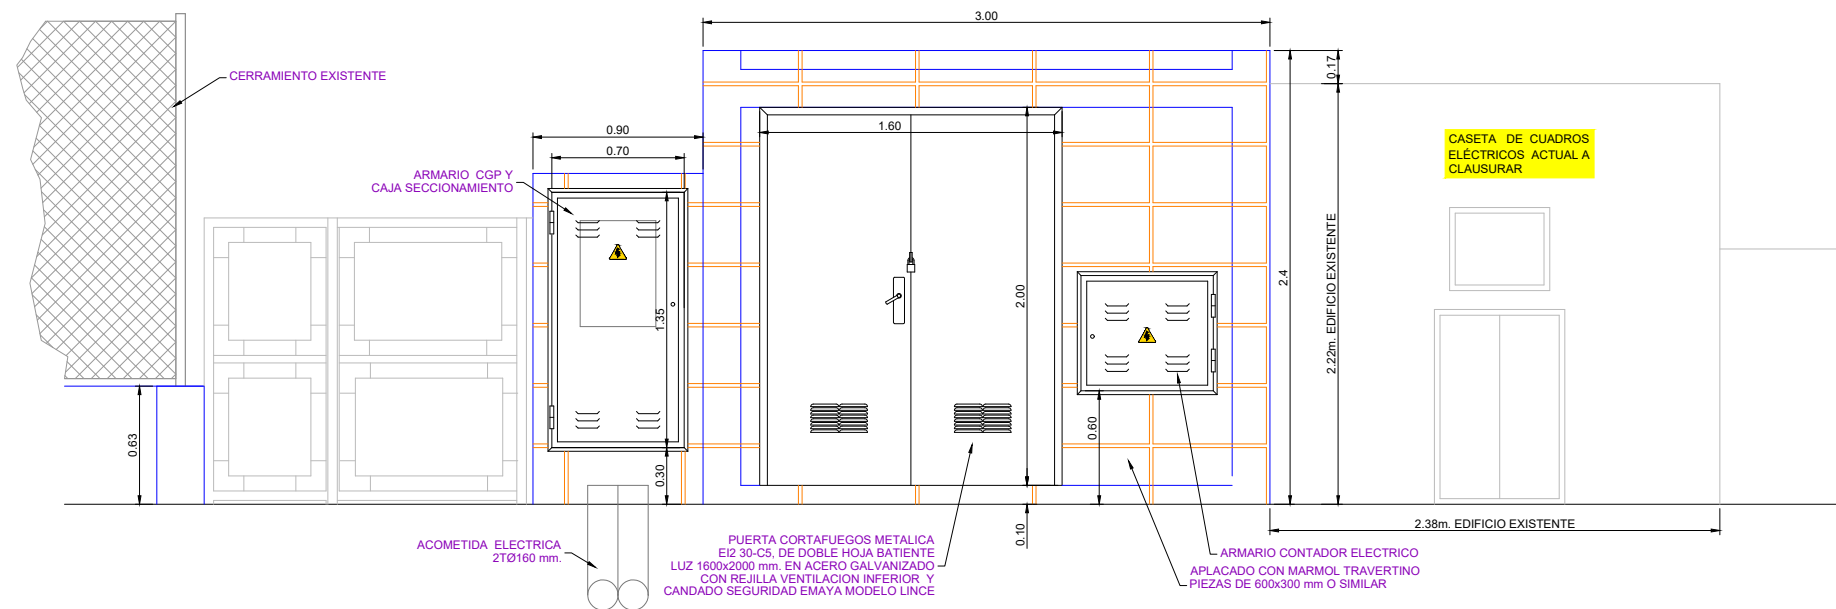 3.00
0.17
CERRAMIENTO EXISTENTE
0.90
1.60
0.70
CASETA DE CUADROS
ELÉCTRICOS ACTUAL A
CLAUSURAR
ARMARIO CGP Y
CAJA SECCIONAMIENTO
2.4
2.22m. EDIFICIO EXISTENTE
2.00
1.35
0.60
0.63
0.30
0.10
2.38m. EDIFICIO EXISTENTE
ACOMETIDA ELECTRICA
2TØ160 mm.
PUERTA CORTAFUEGOS METALICA
EI2 30-C5, DE DOBLE HOJA BATIENTE
LUZ 1600x2000 mm. EN ACERO GALVANIZADO
CON REJILLA VENTILACION INFERIOR Y
CANDADO SEGURIDAD EMAYA MODELO LINCE
ARMARIO CONTADOR ELECTRICO
APLACADO CON MARMOL TRAVERTINO
PIEZAS DE 600x300 mm O SIMILAR